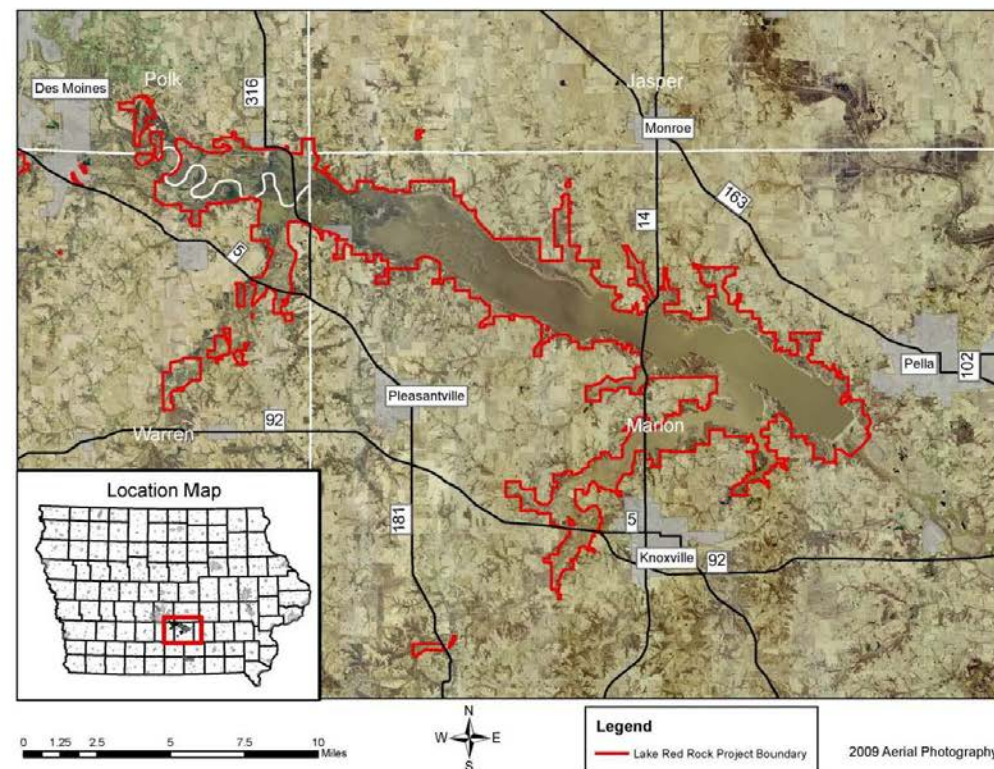 Polk
Jasper
Des Moines
316
Monroe
163
14
5
Pella
102
Pleasantville
92
Warren
Marion
Location Map
181
5
Knoxville
92
0 1.25 2.5 5 7.5 10
Miles
N
W E
S
Legend
Lake Red Rock Project Boundary
2009 Aerial Photography